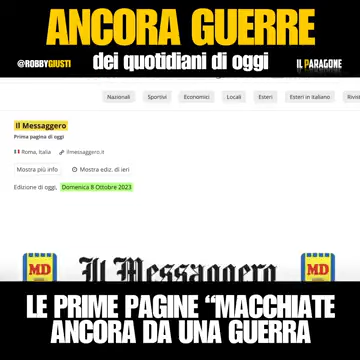 ANCORA GUERRE
@ROBBYGIUSTI
dei quotidiani di oggi
IL PARAGONE
Nazionali
Sportivi
Economici
Locali
Esteri
Esteri in italiano
Rivis
Il Messaggero
Prima pagina di oggi
Roma, Italia
ilmessaggero.it
Mostra più info
Mostra ediz. di ieri
Edizione di oggi, Domenica 8 Ottobre 2023
MD
Il Messaggero
MD
LE PRIME PAGINE “MACCHIATE
ANCORA DA UNA GUERRA